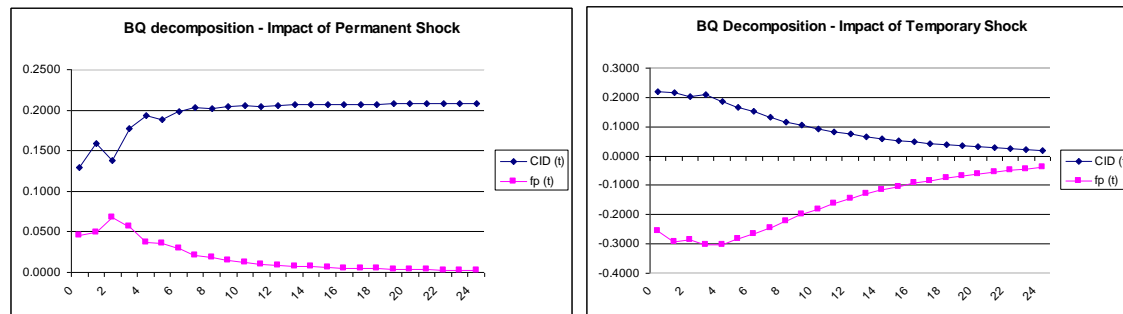 BQ decomposition - Impact of Permanent Shock
0.2500
0.2000
0.1500
0.1000
0.0500
0.0000
0 2 4 6 8 10 12 14 16 18 20 22 24
CID (t)
fp (t)
BQ Decomposition - Impact of Temporary Shock
0.3000
0.2000
0.1000
0.0000
-0.1000
-0.2000
-0.3000
-0.4000
0 2 4 6 8 10 12 14 16 18 20 22 24
CID (t
fp (t)